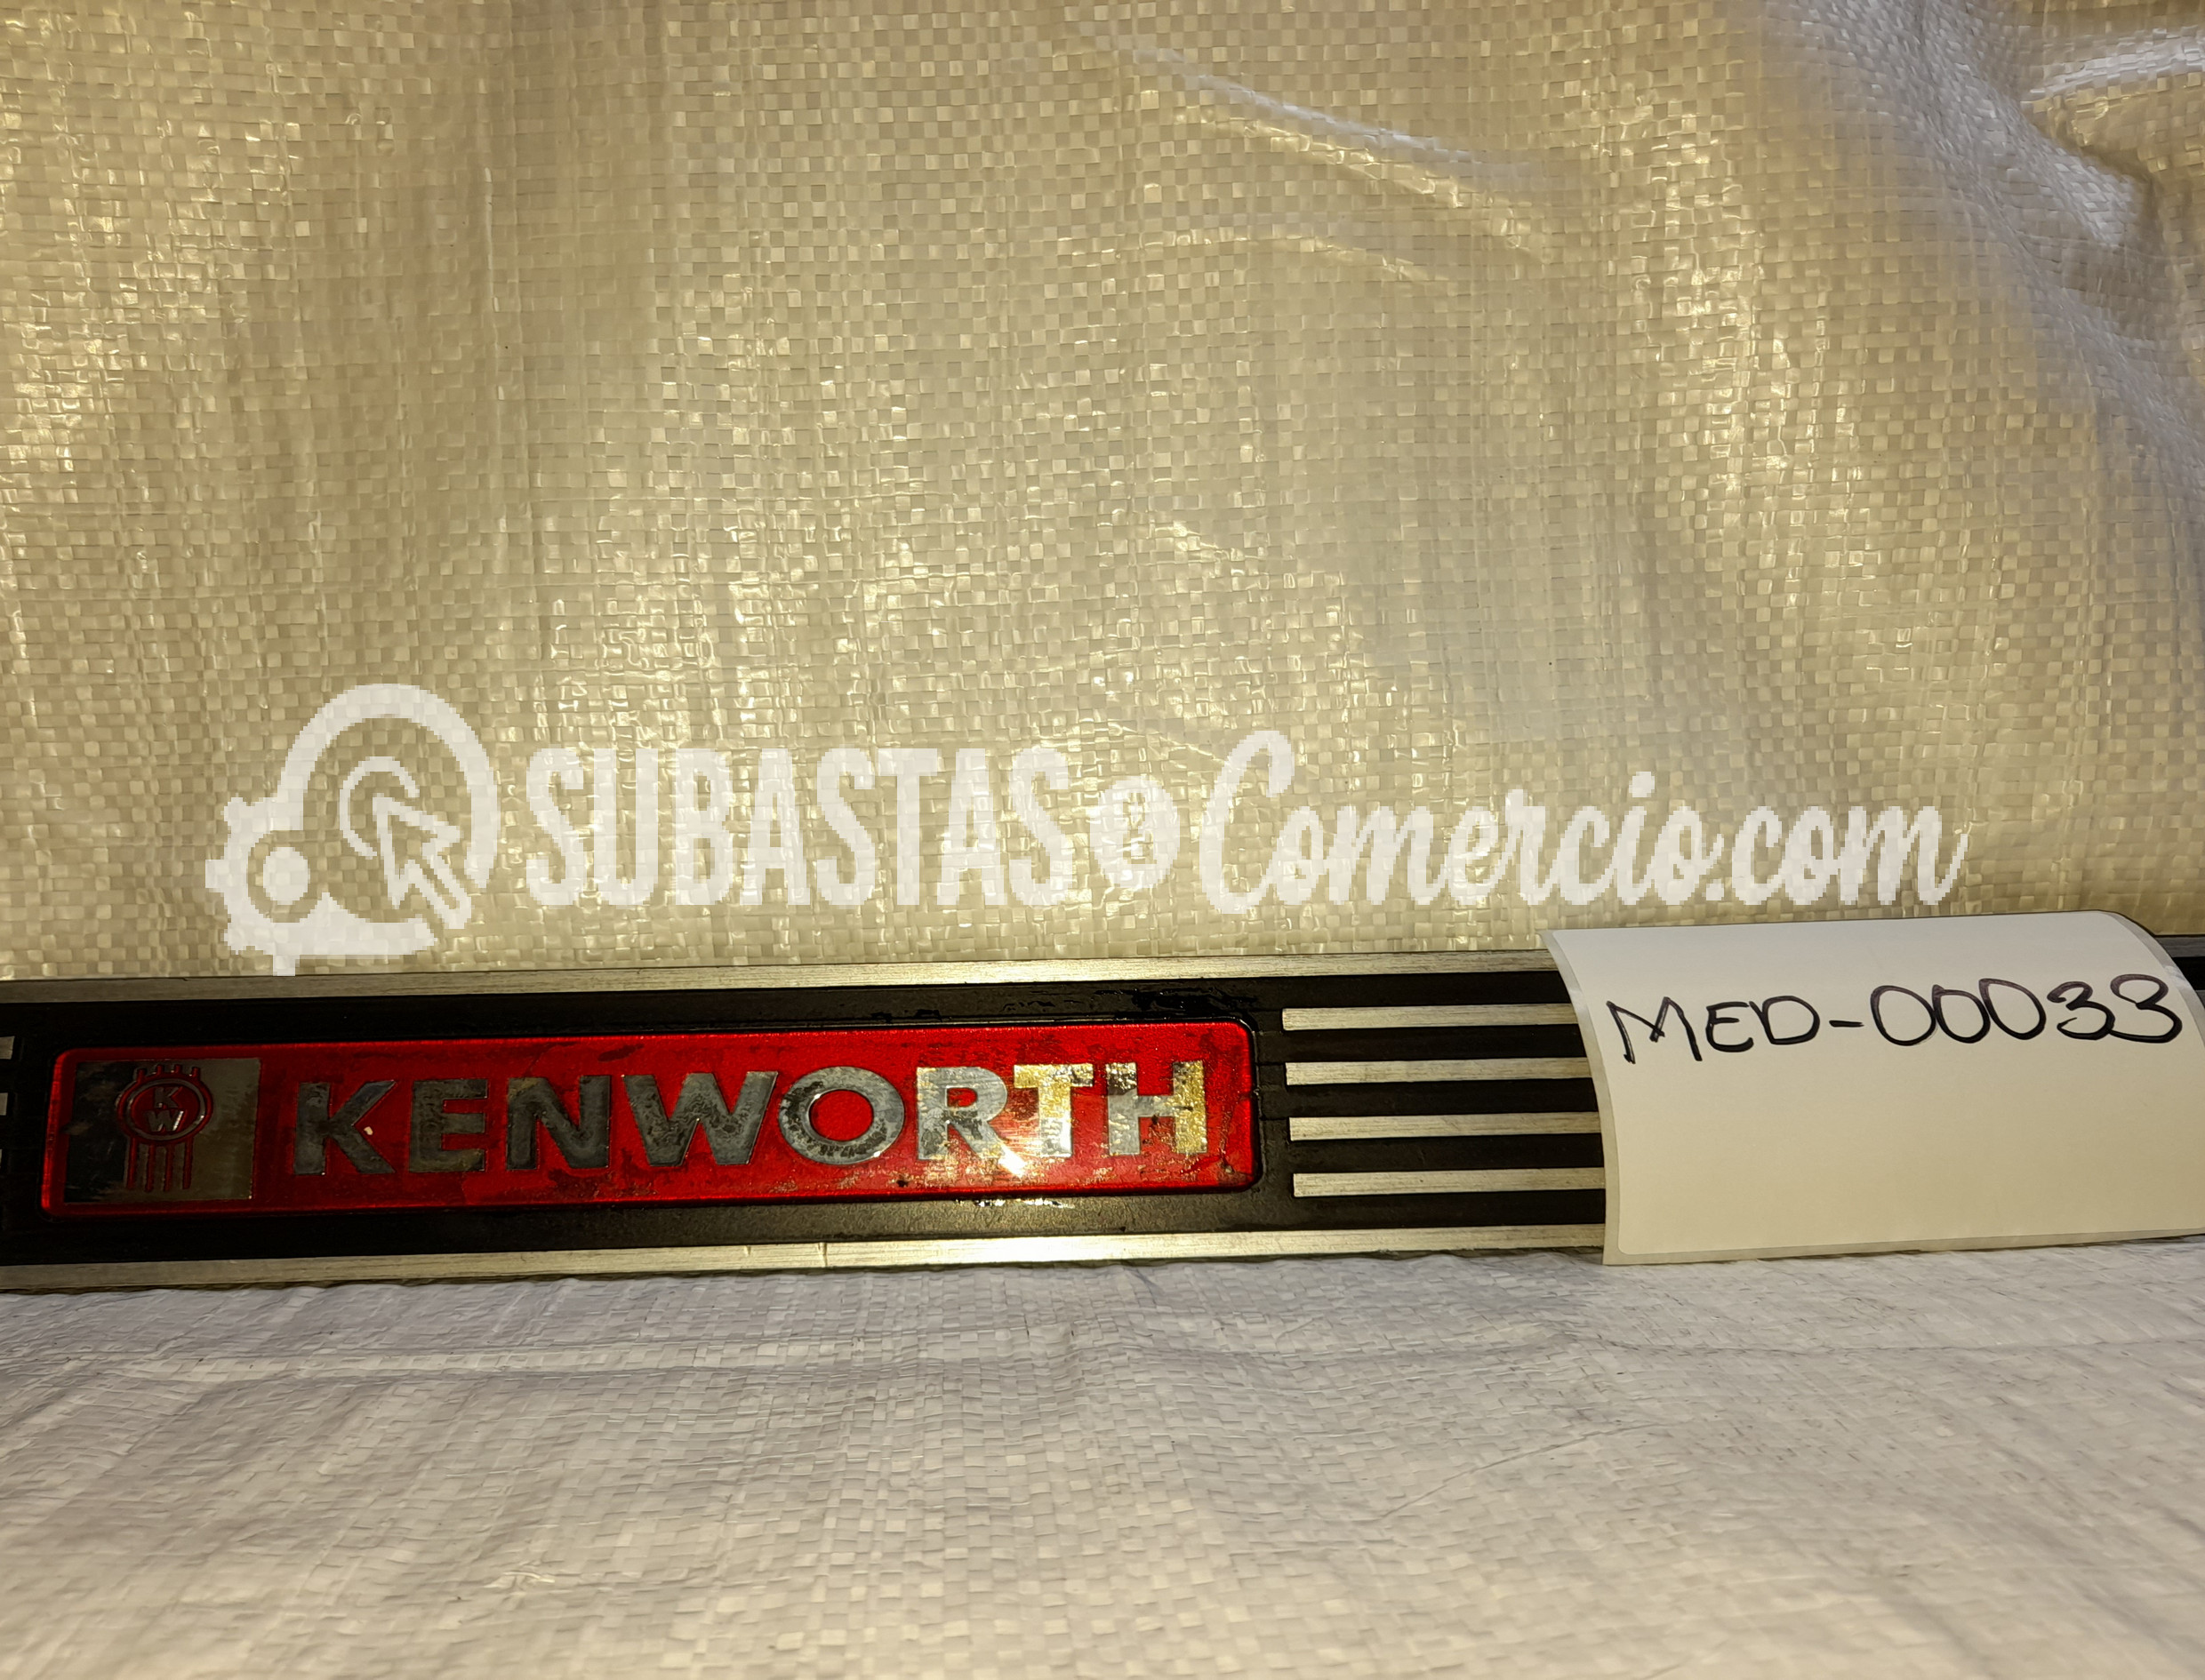 SUBASTAS & Comercio.com
MED-00033
KW KENWORTH